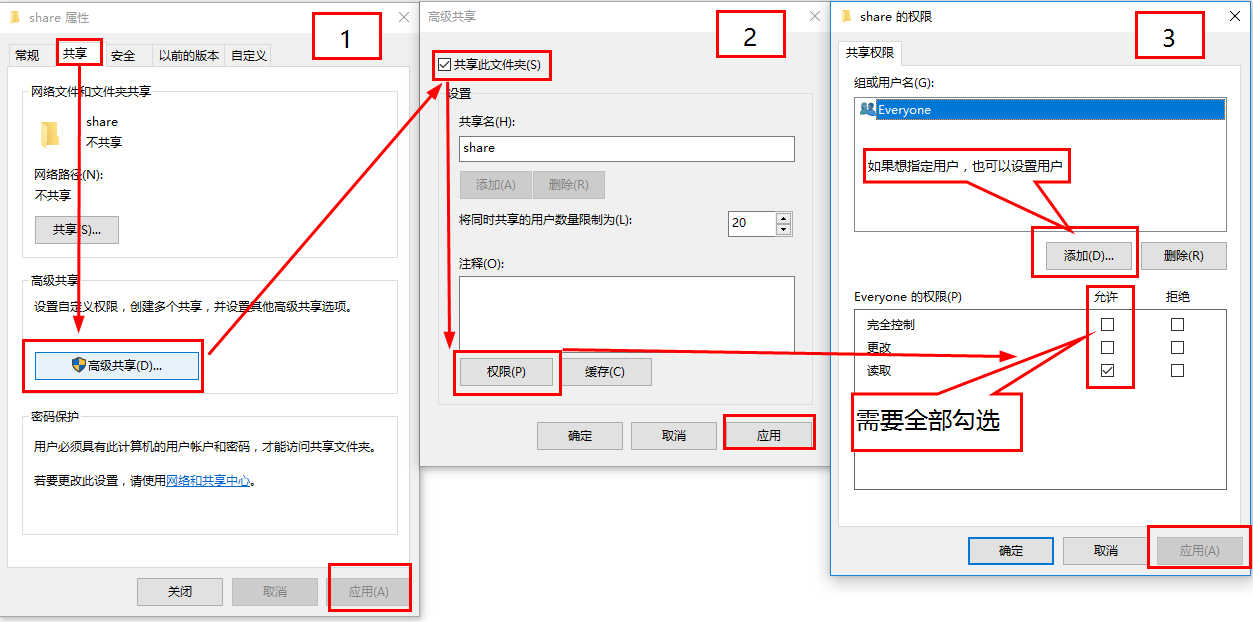 share 属性
1
常规
共享
安全
以前的版本
自定义
网络文件和文件夹共享
share
不共享
网络路径(N):
不共享
共享(S)...
高级共享
设置自定义权限，创建多个共享，并设置其他高级共享选项。
高级共享(D)...
密码保护
用户必须具有此计算机的用户帐户和密码，才能访问共享文件夹。
若要更改此设置，请使用网络和共享中心。
关闭
取消
应用(A)
高级共享
2
共享此文件夹(S)
设置
共享名(H):
share
添加(A)
删除(R)
将同时共享的用户数量限制为(L):
20
注释(O):
权限(P)
缓存(C)
确定
取消
应用
share 的权限
3
共享权限
组或用户名(G):
Everyone
如果想指定用户，也可以设置用户
添加(D)...
删除(R)
Everyone 的权限(P)
允许
拒绝
完全控制
更改
读取
需要全部勾选
确定
取消
应用(A)